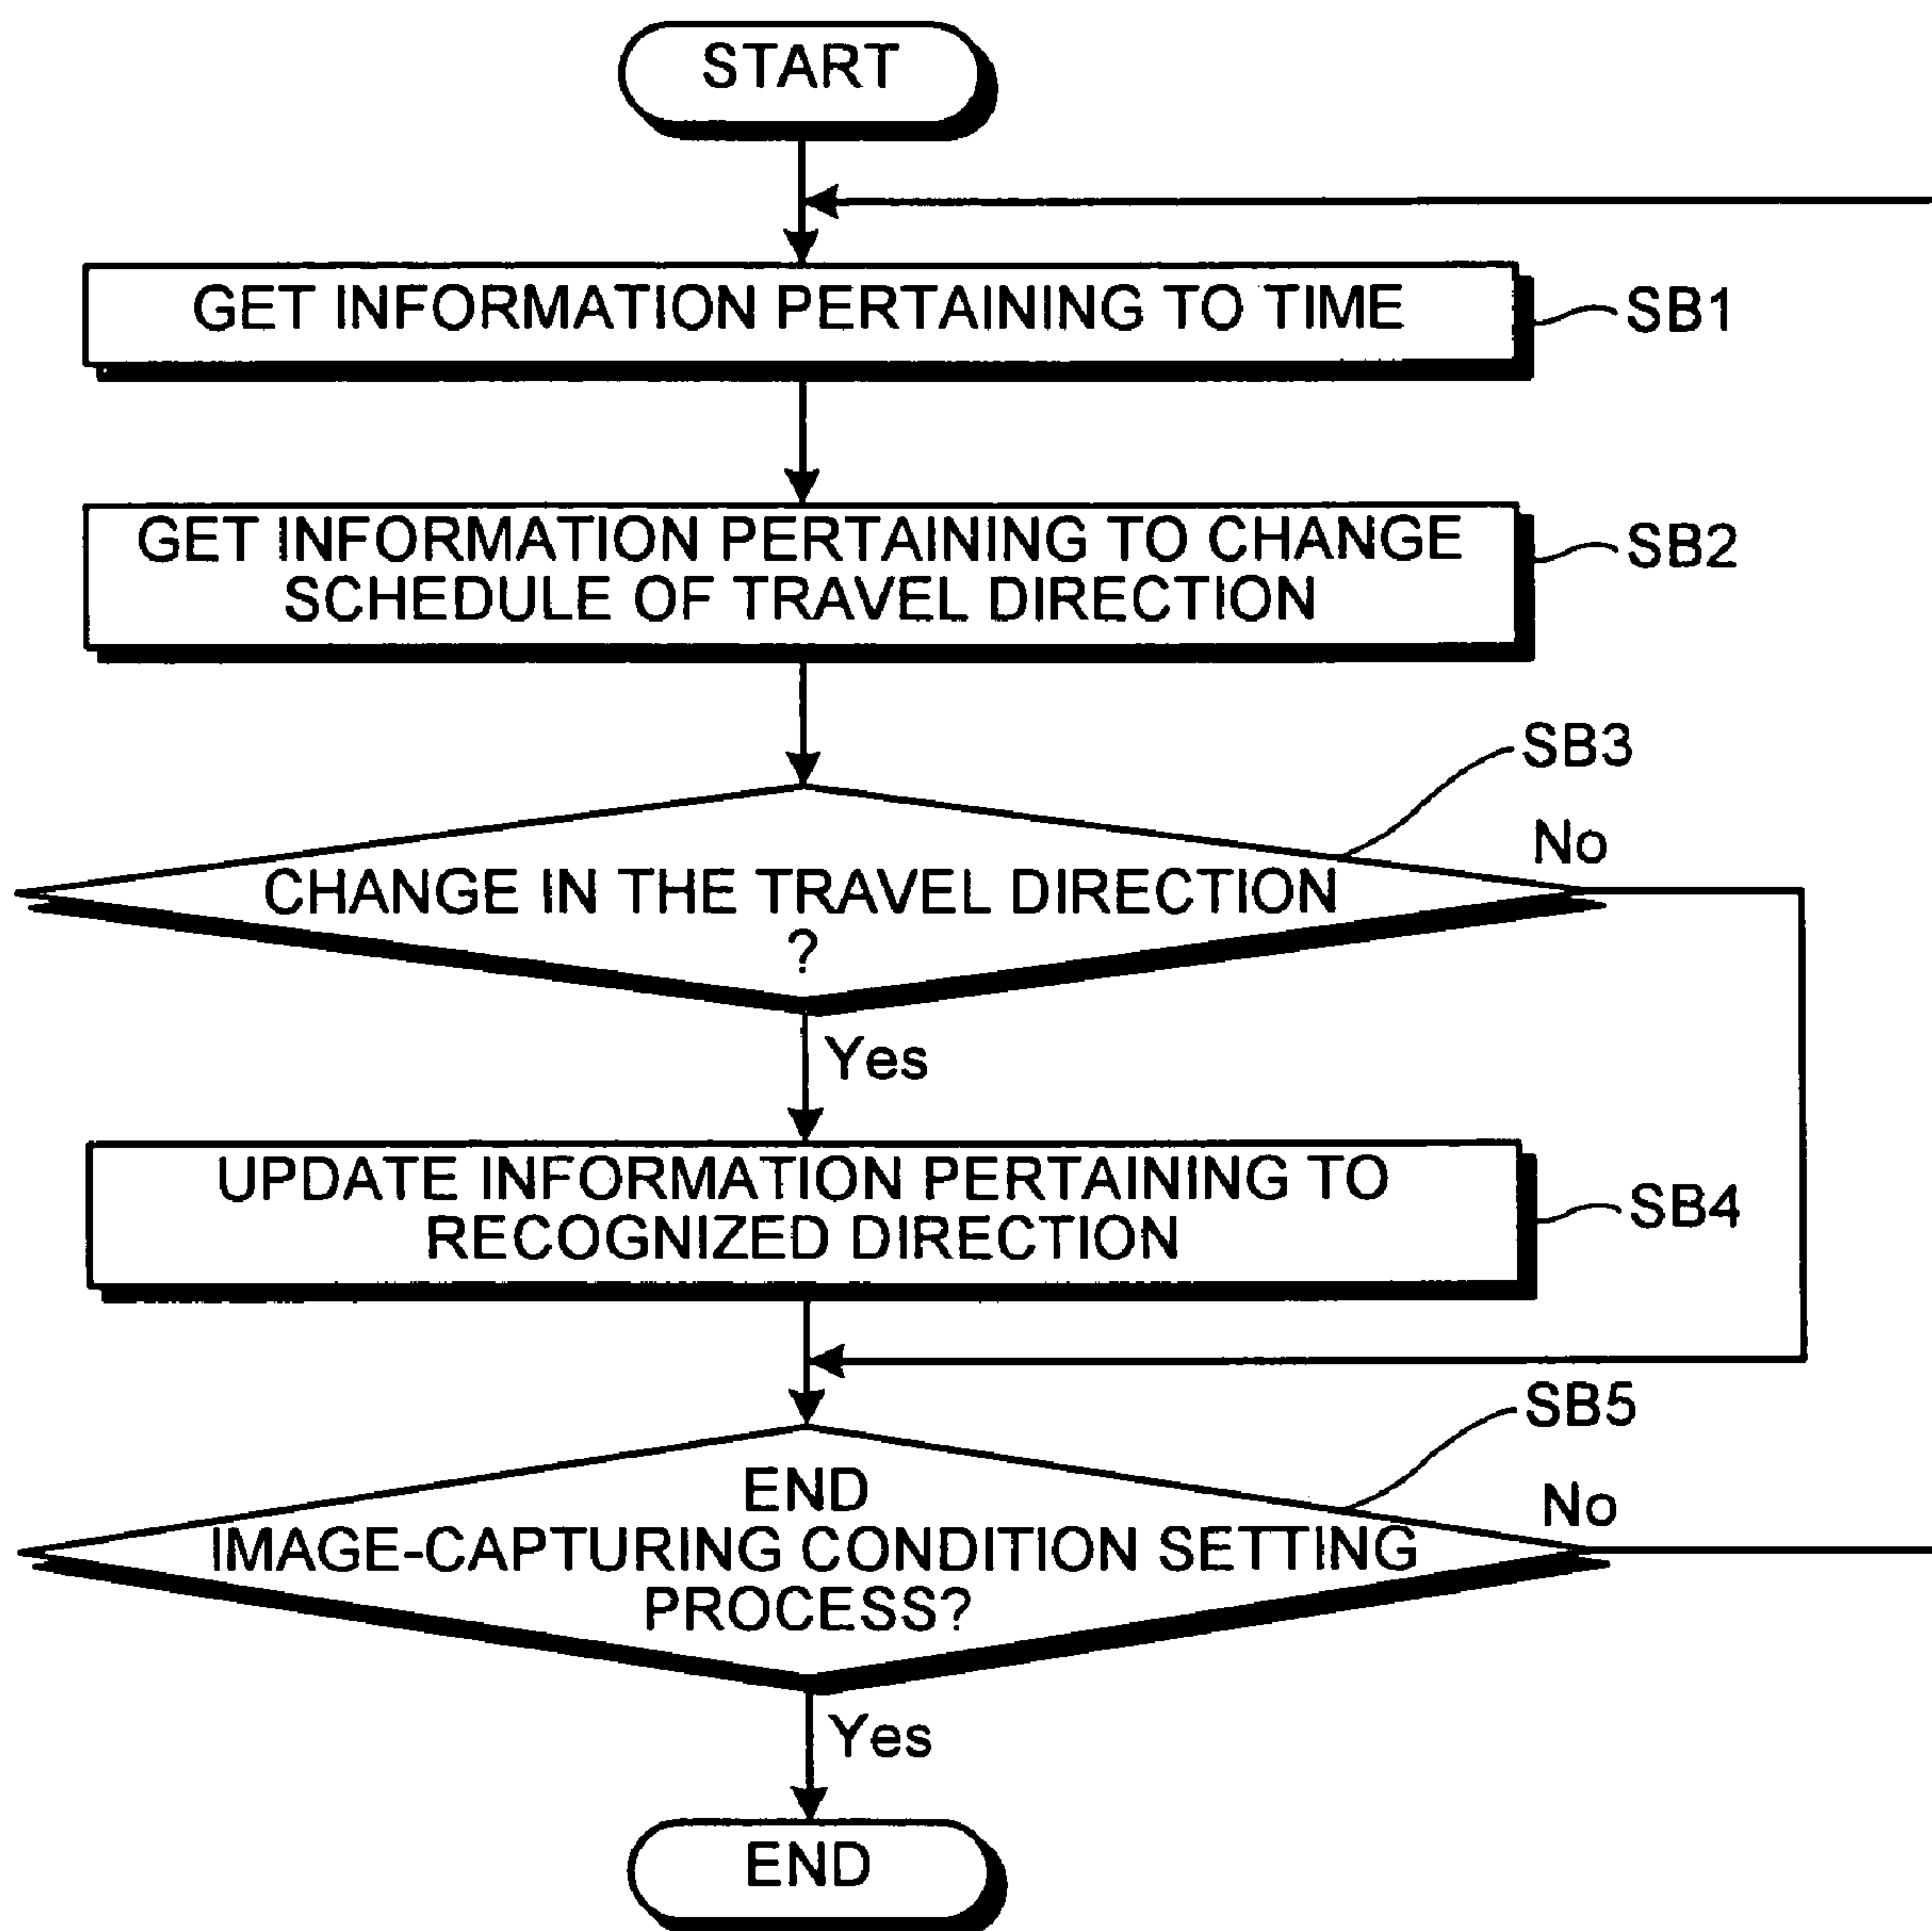 START
GET INFORMATION PERTAINING TO TIME
SB1
GET INFORMATION PERTAINING TO CHANGE
SCHEDULE OF TRAVEL DIRECTION
SB2
SB3
No
CHANGE IN THE TRAVEL DIRECTION
?
Yes
UPDATE INFORMATION PERTAINING TO
RECOGNIZED DIRECTION
SB4
SB5
No
END
IMAGE-CAPTURING CONDITION SETTING
PROCESS?
Yes
END